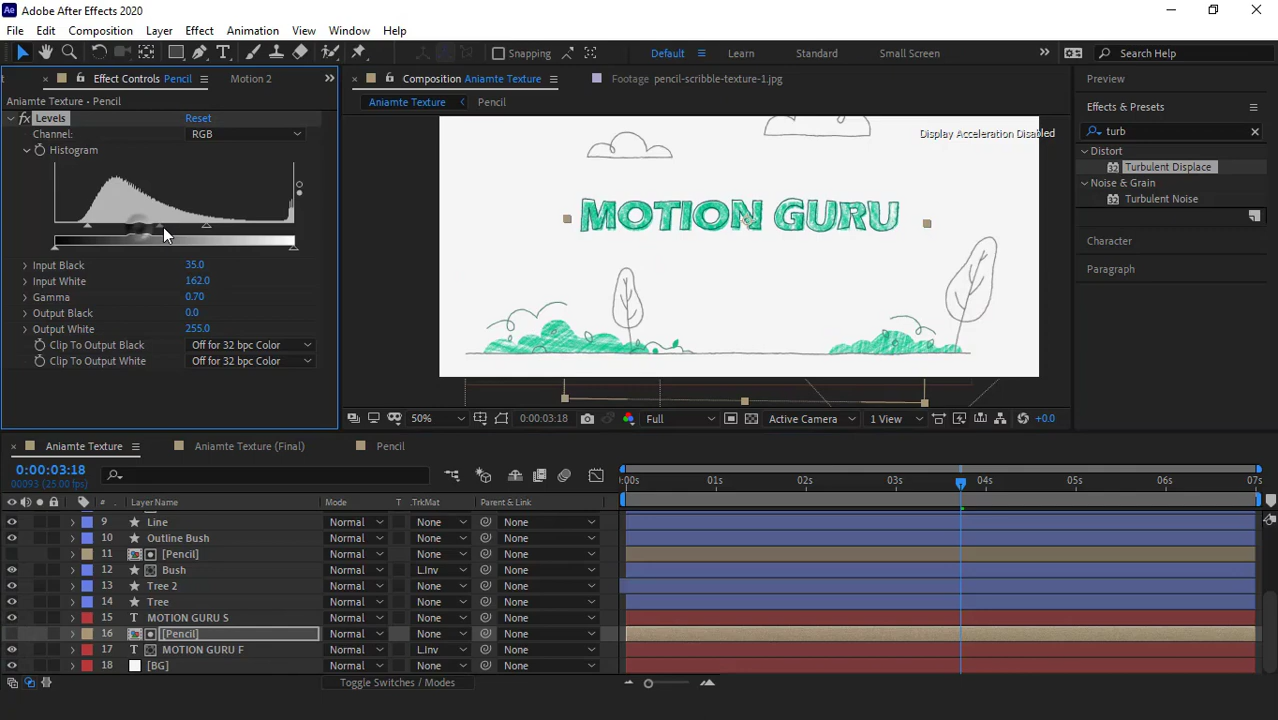 Ae Adobe After Effects 2020
File Edit Composition Layer Effect Animation View Window Help
Snapping Default Learn Standard Small Screen Search Help
Effect Controls Pencil Motion 2 Composition Aniamte Texture Footage pencil-scribble-texture-1.jpg Preview
Aniamte Texture • Pencil Aniamte Texture Pencil Effects & Presets
fx Levels Reset
Channel: RGB
Histogram
turb
Display Acceleration Disabled
Distort
32 Turbulent Displace
Noise & Grain
32 Turbulent Noise
MOTION GURU
Character
Paragraph
Input Black 35.0
Input White 162.0
Gamma 0.70
Output Black 0.0
Output White 255.0
Clip To Output Black Off for 32 bpc Color
Clip To Output White Off for 32 bpc Color
50% 0:00:03:18 Full Active Camera 1 View +0.0
Aniamte Texture Aniamte Texture (Final) Pencil
0:00:03:18
00093 (25.00 fps)
:00s 01s 02s 03s 04s 05s 06s 07s
# Layer Name Mode T .TrkMat Parent & Link
9 Line Normal None None
10 Outline Bush Normal None None
11 [Pencil] Normal None None
12 Bush Normal L.Inv None
13 Tree 2 Normal None None
14 Tree Normal None None
15 T MOTION GURU S Normal None None
16 [Pencil] Normal None None
17 T MOTION GURU F Normal L.Inv None
18 [BG] Normal None None
Toggle Switches / Modes